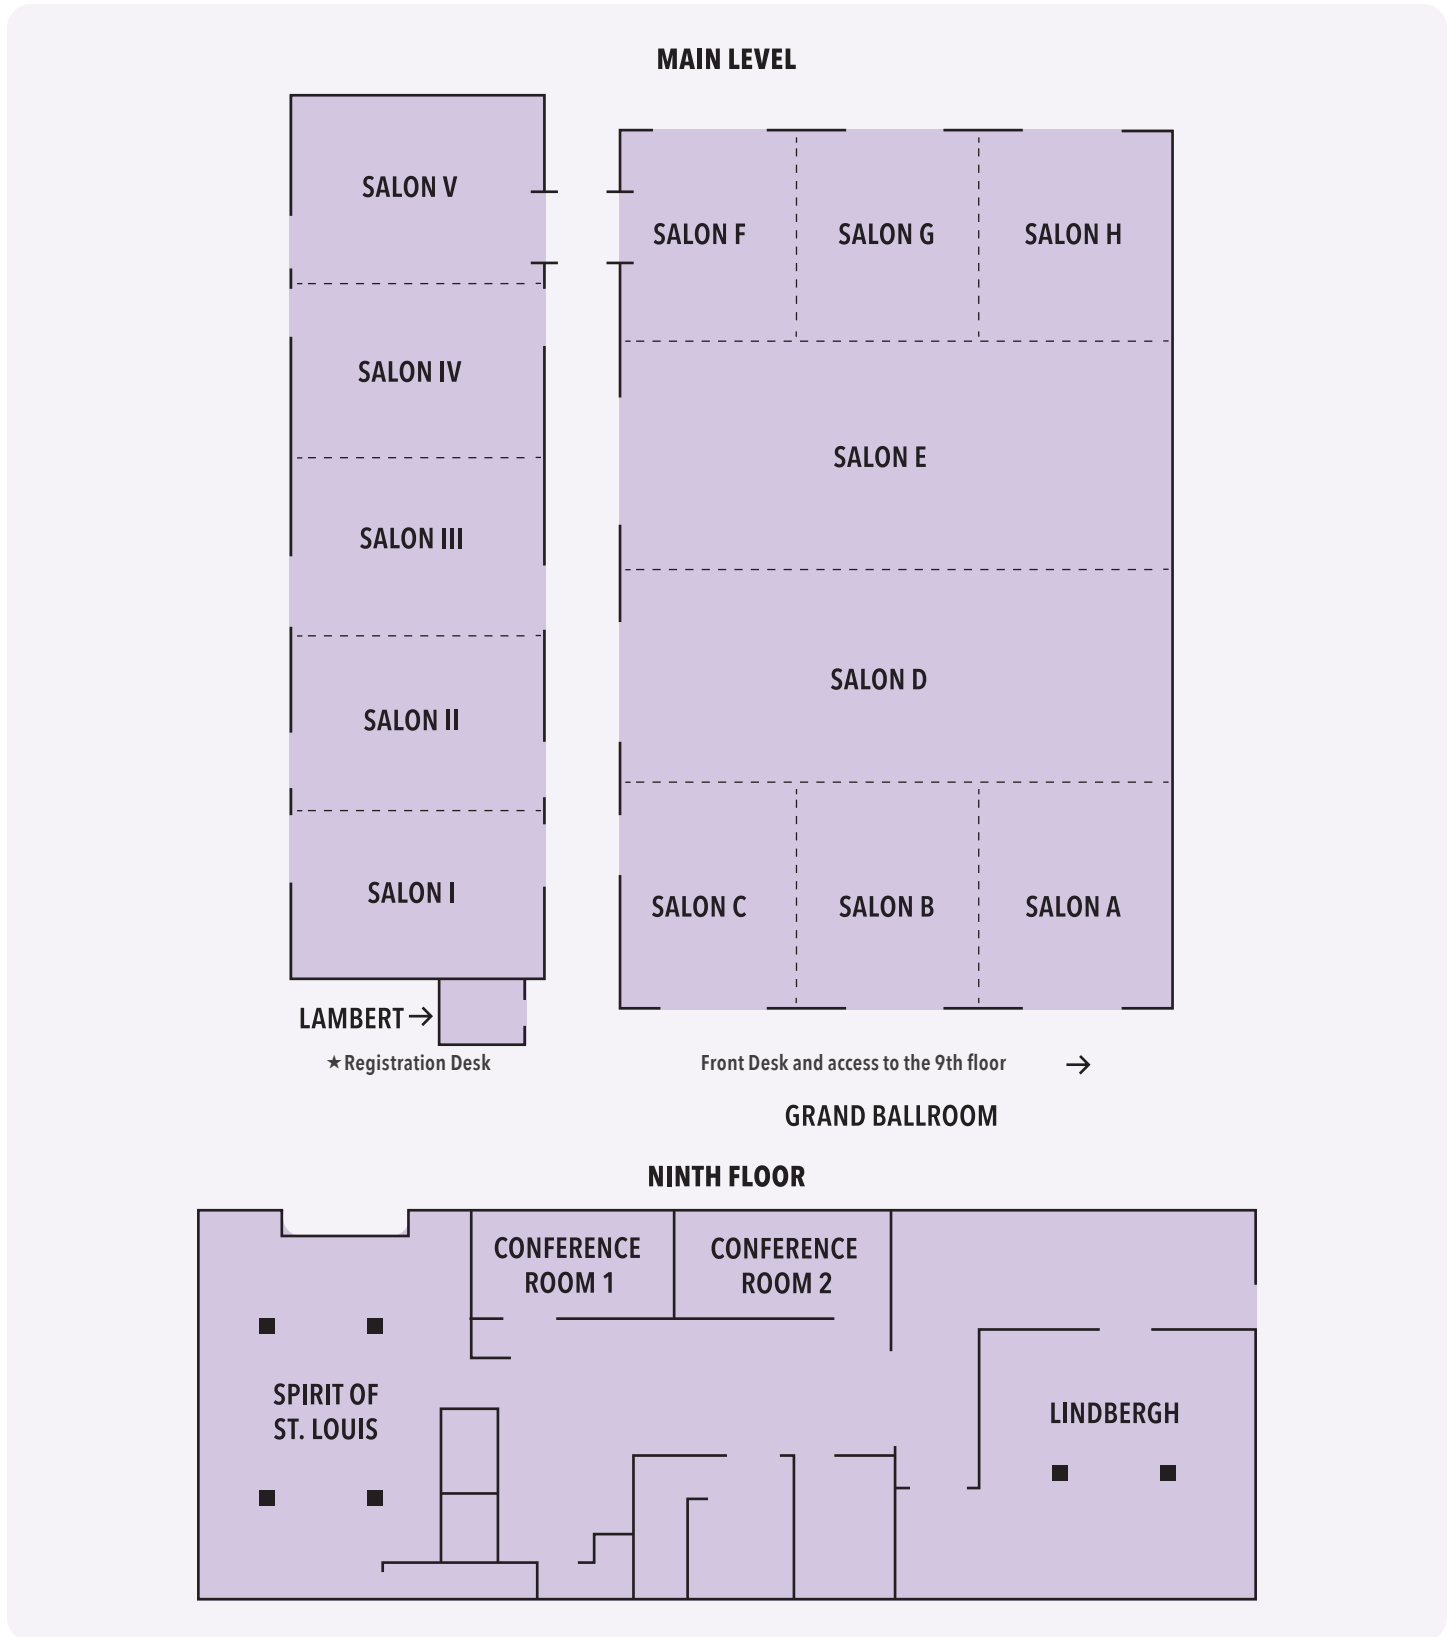 MAIN LEVEL
SALON V
SALON F
SALON G
SALON H
SALON IV
SALON E
SALON III
SALON D
SALON II
SALON I
SALON C
SALON B
SALON A
LAMBERT →
★ Registration Desk
Front Desk and access to the 9th floor →
GRAND BALLROOM
NINTH FLOOR
CONFERENCE
ROOM 1
CONFERENCE
ROOM 2
SPIRIT OF
ST. LOUIS
LINDBERGH